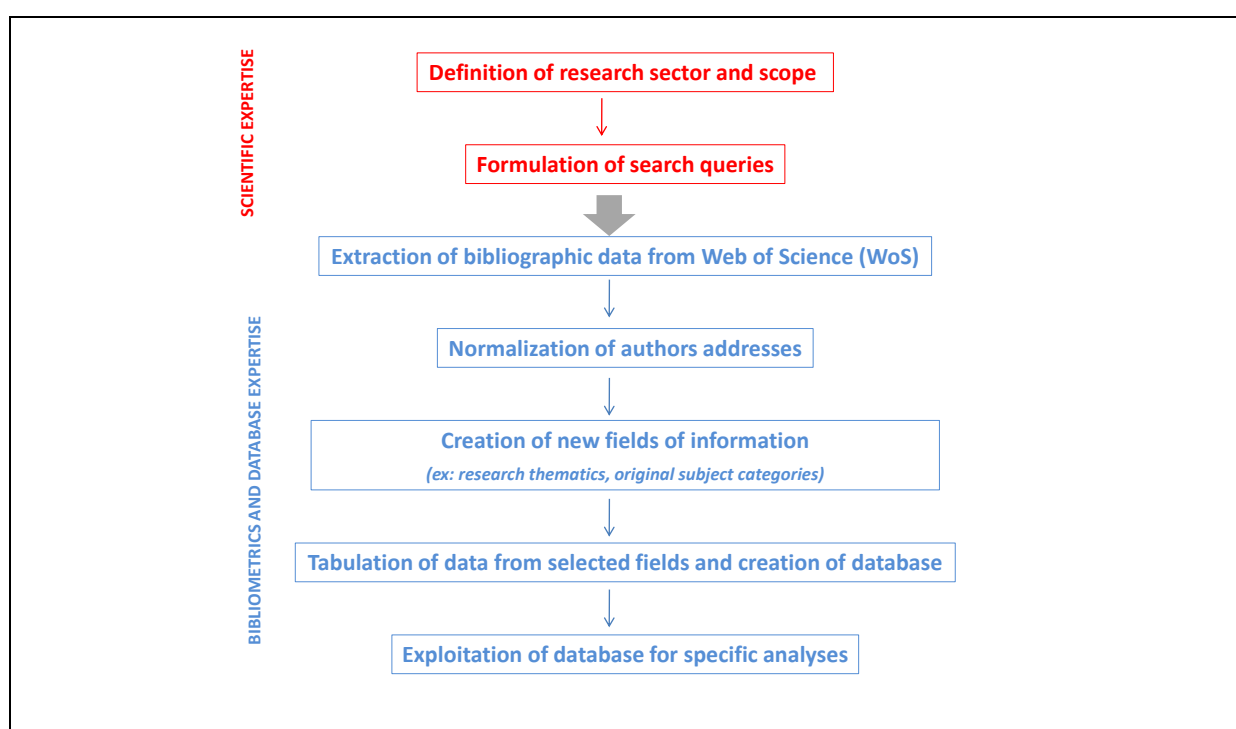 SCIENTIFIC EXPERTISE
Definition of research sector and scope
Formulation of search queries
BIBLIOMETRICS AND DATABASE EXPERTISE
Extraction of bibliographic data from Web of Science (WoS)
Normalization of authors addresses
Creation of new fields of information
(ex: research thematics, original subject categories)
Tabulation of data from selected fields and creation of database
Exploitation of database for specific analyses